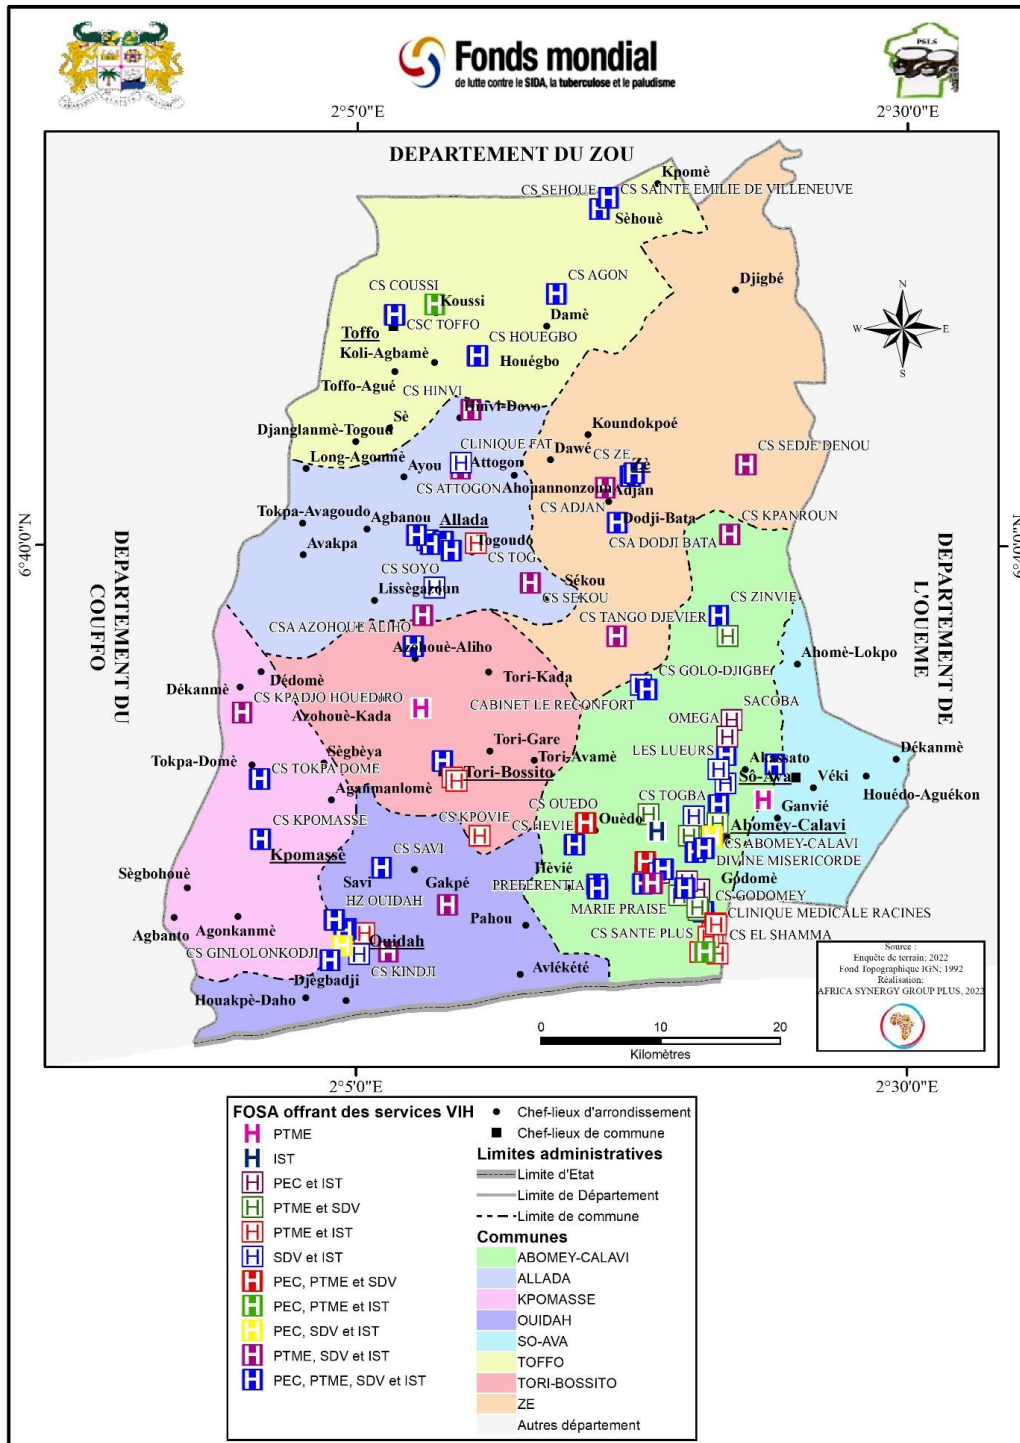 PSLS
Fonds mondial
de lutte contre le SIDA, la tuberculose et le paludisme
2°5'0"E
2°30'0"E
DEPARTEMENT DU ZOU
Kpomè
CS SEHOUE
CS SAINTE EMILIE DE VILLENEUVE
Sèhouè
CS AGON
Djigbé
CS COUSSI
Koussi
Damè
CSC TOFFO
Toffo
CS HOUEGBO
Koli-Agbamè
Houégbo
Toffo-Agué
CS HINVI
Hinvi-Dovo
Sè
Djanglanmè-Togoud
Koundokpoé
CLINIQUE FAT
Dawé
CS SEDJE DENOU
Long-Agonmè
Ayou
Attogon
CS ZE
Zè
CS ATTOGON
Ahouannonzoun
Adjan
Tokpa-Avagoudo
Agbanou
Allada
CS ADJAN
Dodji-Bata
CS KPANROUN
Avakpa
Togoudo
CSA DODJI BATA
CS TOG
6°40'0"N
6°40'0"N
CS SOYO
Sékou
Lissègazoun
CS SEKOU
CS ZINVIE
CSA AZOHOUE ALIHO
CS TANGO DJEVIER
Azohouè-Aliho
Ahomè-Lokpo
DEPARTEMENT DU COUFFO
DEPARTEMENT DE L'OUEME
Dédomè
Tori-Kada
CS GOLO-DJIGBE
Dékanmè
CS KPADJO HOUEDJRO
CABINET LE RECONFORT
SACOBA
Azohouè-Kada
OMEGA
Tori-Gare
LES LUEURS
Dékanmè
Tokpa-Domè
Sègbèya
Tori-Avamè
Akassato
CS TOKPA DOME
Tori-Bossito
Sô-Ava
Véki
Aganmanlomè
Houédo-Aguékon
CS OUEDO
CS TOGBA
Ganvié
CS KPOMASSE
CS KPOVIE
CS HEVIE
Ouèdo
Abomey-Calavi
Kpomassè
CS SAVI
CS ABOMEY-CALAVI
Hèvié
DIVINE MISERICORDE
Sègbohouè
Savi
Gakpé
PREFERENTIA
Godomè
HZ OUIDAH
CS GODOMEY
Agbanto
Agonkanmè
Pahou
MARIE PRAISE
CLINIQUE MEDICALE RACINES
CS GINLOLONKODJI
Ouidah
CS SANTE PLUS
CS EL SHAMMA
CS KINDJI
Djègbadji
Avlékété
Houakpè-Daho
N
W
E
S
Source :
Enquête de terrain; 2022
Fond Topographique IGN; 1992
Réalisation:
AFRICA SYNERGY GROUP PLUS, 2022
0
10
20
Kilomètres
2°5'0"E
2°30'0"E
FOSA offrant des services VIH
PTME
IST
PEC et IST
PTME et SDV
PTME et IST
SDV et IST
PEC, PTME et SDV
PEC, PTME et IST
PEC, SDV et IST
PTME, SDV et IST
PEC, PTME, SDV et IST
Chef-lieux d'arrondissement
Chef-lieux de commune
Limites administratives
Limite d'Etat
Limite de Département
Limite de commune
Communes
ABOMEY-CALAVI
ALLADA
KPOMASSE
OUIDAH
SO-AVA
TOFFO
TORI-BOSSITO
ZE
Autres département